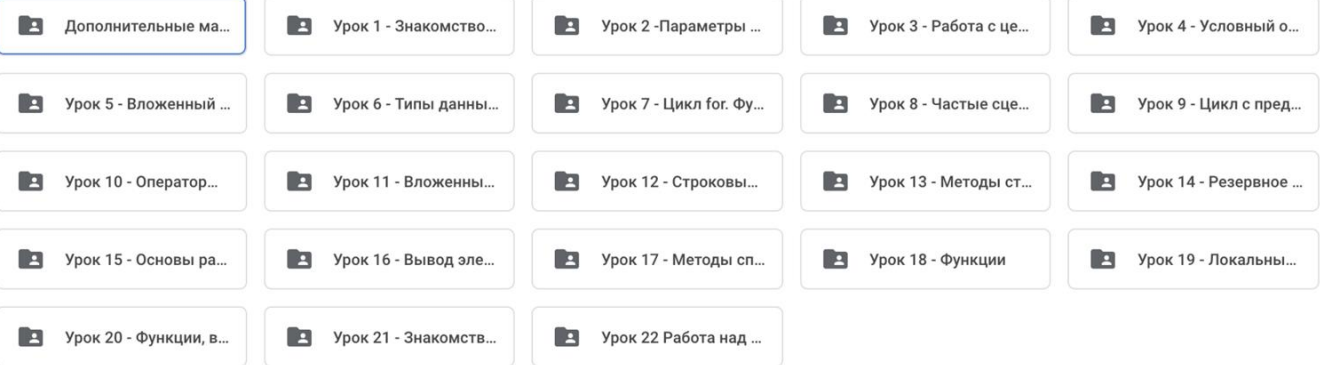 Дополнительные ма...
Урок 1 - Знакомство...
Урок 2 -Параметры ...
Урок 3 - Работа с це...
Урок 4 - Условный о...
Урок 5 - Вложенный ...
Урок 6 - Типы данны...
Урок 7 - Цикл for. Фу...
Урок 8 - Частые сце...
Урок 9 - Цикл с пред...
Урок 10 - Оператор...
Урок 11 - Вложенны...
Урок 12 - Строковы...
Урок 13 - Методы ст...
Урок 14 - Резервное ...
Урок 15 - Основы ра...
Урок 16 - Вывод эле...
Урок 17 - Методы сп...
Урок 18 - Функции
Урок 19 - Локальны...
Урок 20 - Функции, в...
Урок 21 - Знакомств...
Урок 22 Работа над ...